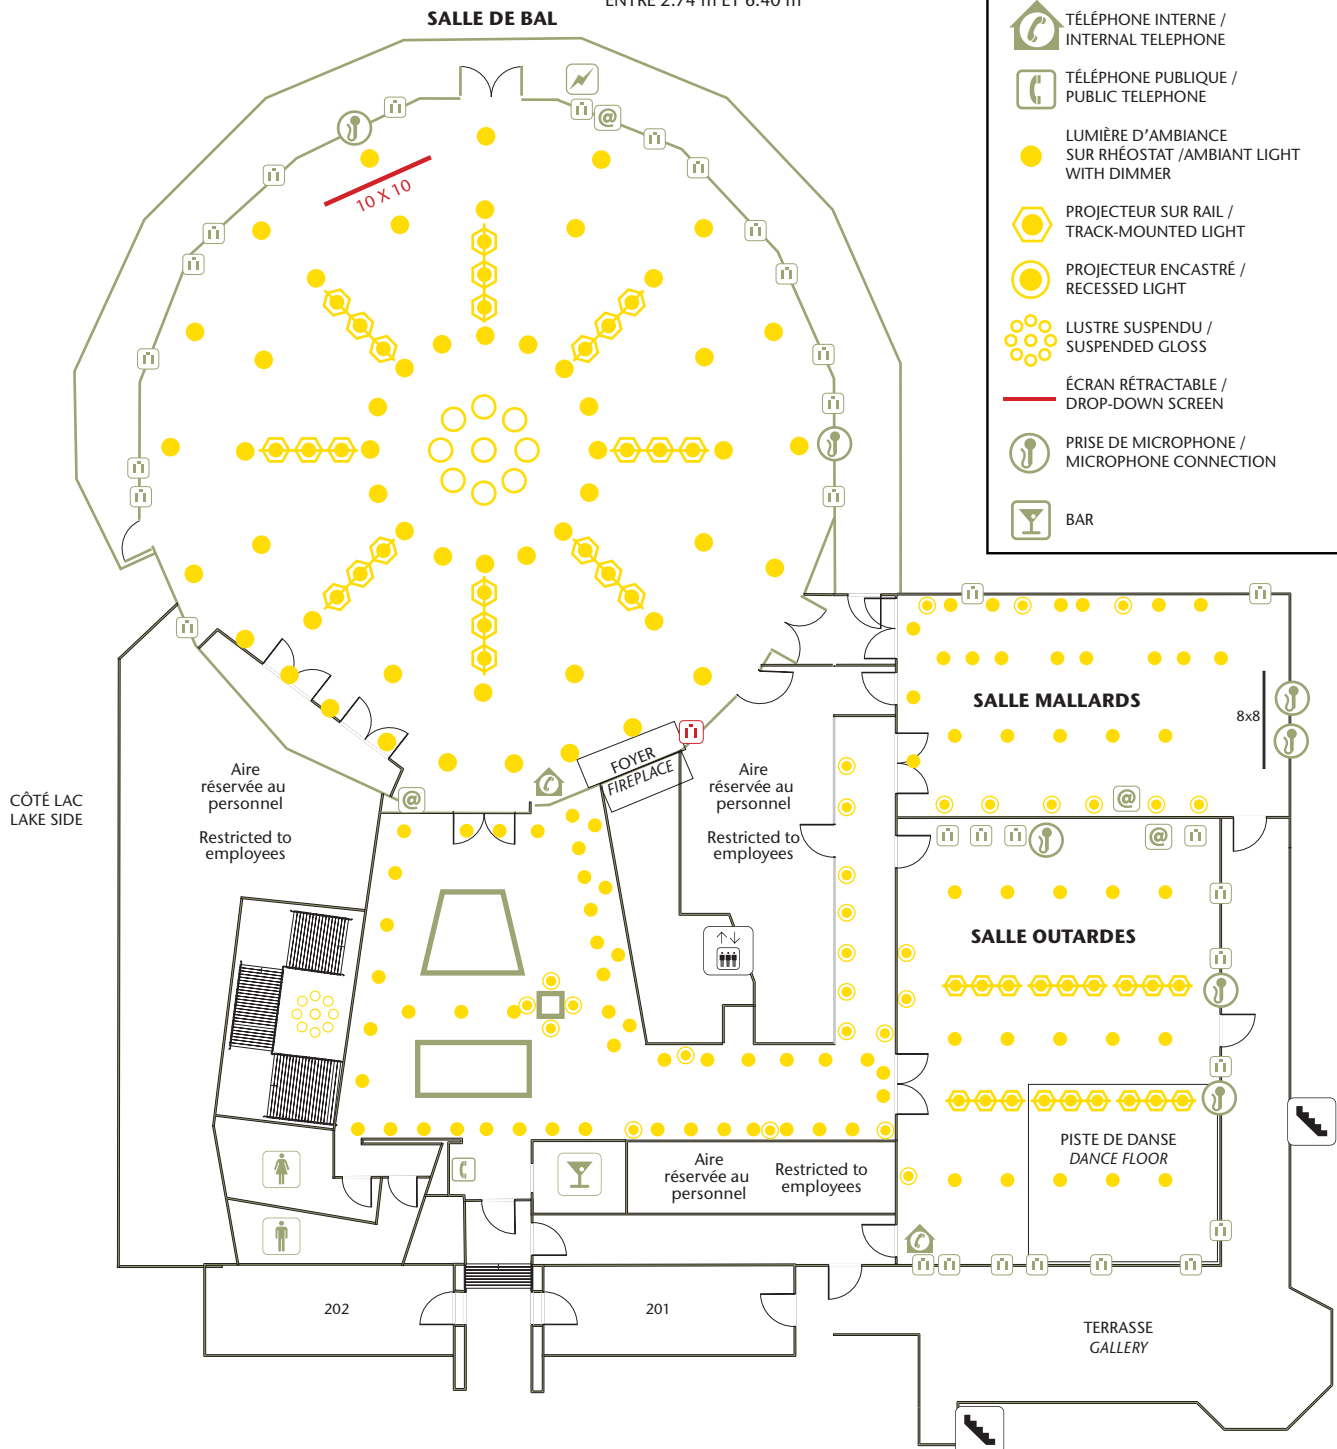 ENTRE 2.74 m ET 6.40 m
SALLE DE BAL
TÉLÉPHONE INTERNE /
INTERNAL TELEPHONE
TÉLÉPHONE PUBLIQUE /
PUBLIC TELEPHONE
LUMIÈRE D'AMBIANCE
SUR RHÉOSTAT /AMBIANT LIGHT
WITH DIMMER
PROJECTEUR SUR RAIL /
TRACK-MOUNTED LIGHT
PROJECTEUR ENCASTRÉ /
RECESSED LIGHT
LUSTRE SUSPENDU /
SUSPENDED GLOSS
ÉCRAN RÉTRACTABLE /
DROP-DOWN SCREEN
PRISE DE MICROPHONE /
MICROPHONE CONNECTION
BAR
@
10 X 10
SALLE MALLARDS
8x8
FOYER
FIREPLACE
Aire
réservée au
personnel
Restricted to
employees
Aire
réservée au
personnel
Restricted to
employees
CÔTÉ LAC
LAKE SIDE
@
@
@
SALLE OUTARDES
PISTE DE DANSE
DANCE FLOOR
Aire
réservée au
personnel
Restricted to
employees
202
201
TERRASSE
GALLERY